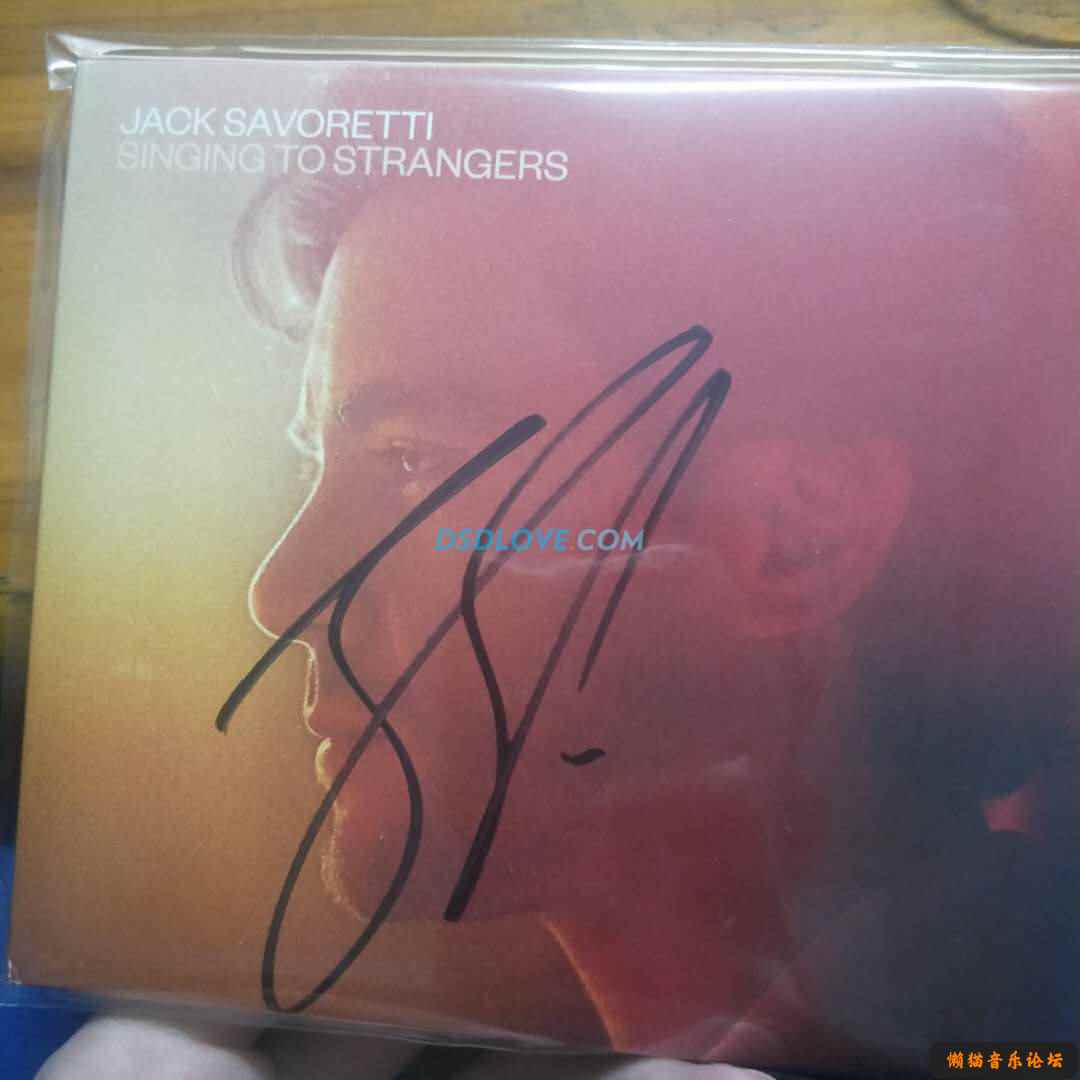 JACK SAVORETTI
SINGING TO STRANGERS
DSDLOVE.COM
懒猫音乐论坛